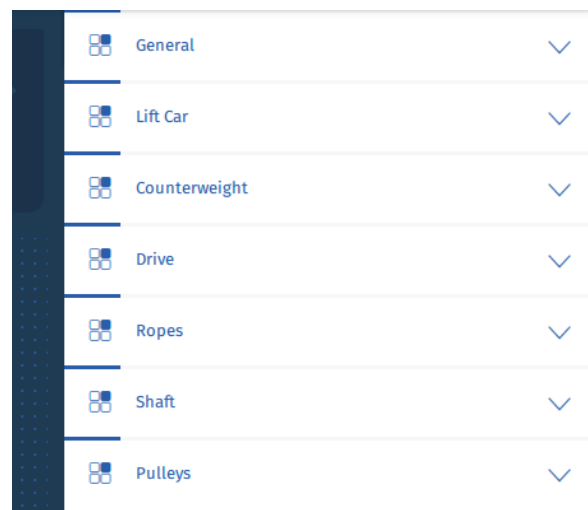 General
Lift Car
Counterweight
Drive
Ropes
Shaft
Pulleys